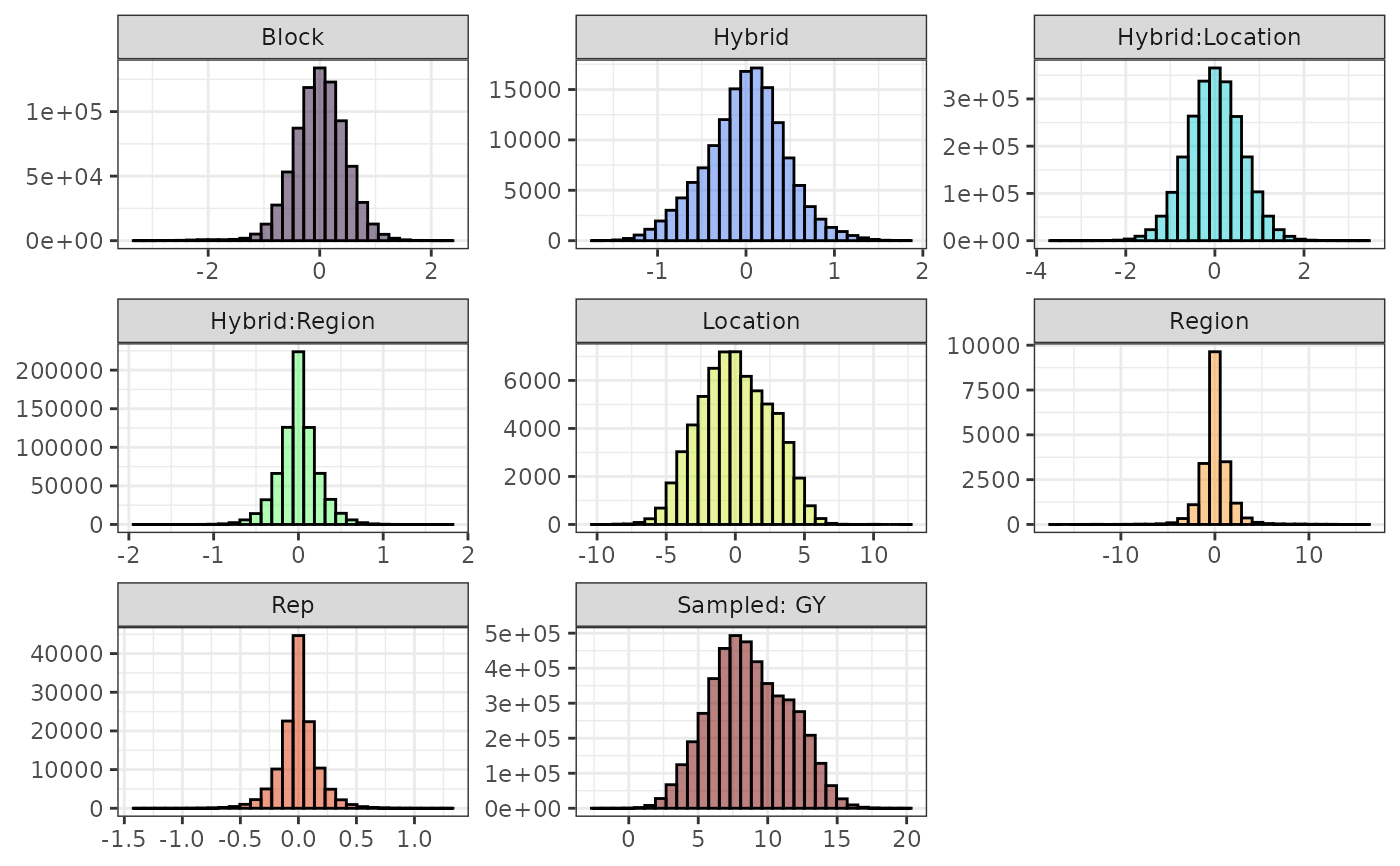 Block
Hybrid
Hybrid:Location
1e+05
5e+04
0e+00
-2
0
2
15000
10000
5000
0
-1
0
1
2
3e+05
2e+05
1e+05
0e+00
-4
-2
0
2
Hybrid:Region
Location
Region
200000
150000
100000
50000
0
-2
-1
0
1
2
6000
4000
2000
0
-10
-5
0
5
10
10000
7500
5000
2500
0
-10
0
10
Rep
Sampled: GY
40000
30000
20000
10000
0
-1.5
-1.0
-0.5
0.0
0.5
1.0
5e+05
4e+05
3e+05
2e+05
1e+05
0e+00
0
5
10
15
20